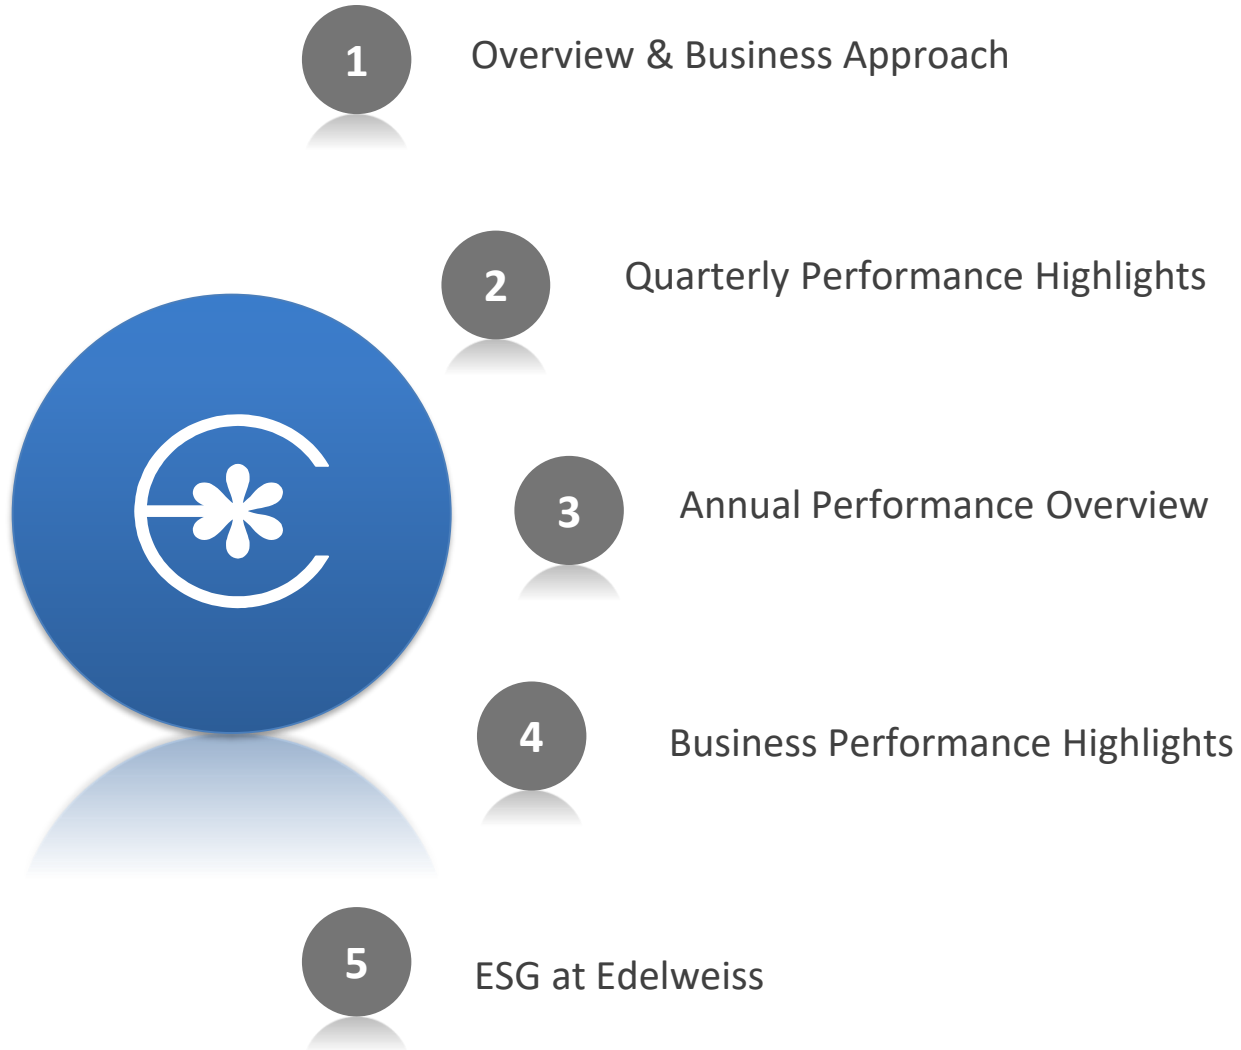 1 Overview & Business Approach
2 Quarterly Performance Highlights
3 Annual Performance Overview
4 Business Performance Highlights
5 ESG at Edelweiss